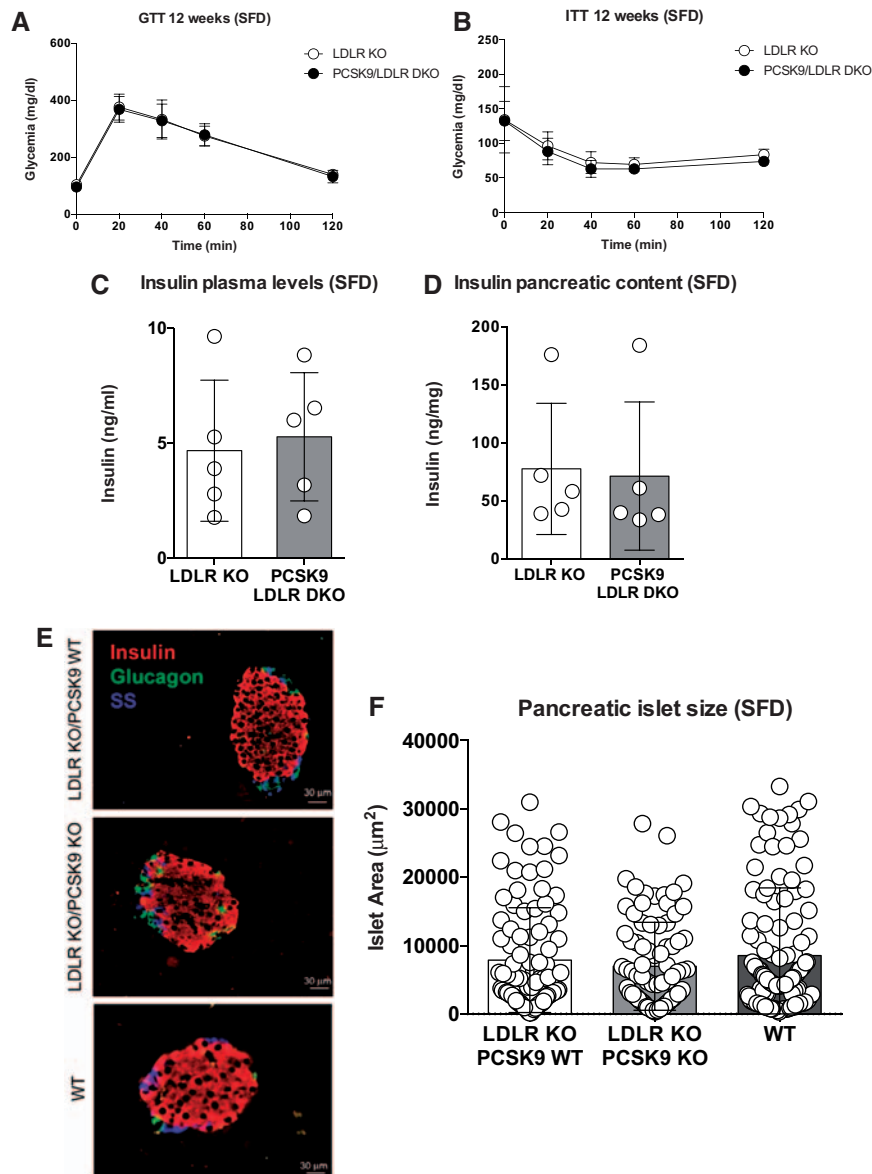 A
GTT 12 weeks (SFD)
Glycemia (mg/dl)
600
400
200
0
0 20 40 60 80 100 120
Time (min)
LDLR KO
PCSK9/LDLR DKO
B
ITT 12 weeks (SFD)
Glycemia (mg/dl)
250
200
150
100
50
0
0 20 40 60 80 100 120
Time (min)
LDLR KO
PCSK9/LDLR DKO
C
Insulin plasma levels (SFD)
Insulin (ng/ml)
10
5
0
LDLR KO
PCSK9
LDLR DKO
D
Insulin pancreatic content (SFD)
Insulin (ng/mg)
200
150
100
50
0
LDLR KO
PCSK9
LDLR DKO
E
LDLR KO/PCSK9 WT
Insulin
Glucagon
SS
30 µm
LDLR KO/PCSK9 KO
30 µm
WT
30 µm
F
Pancreatic islet size (SFD)
Islet Area (µm²)
40000
30000
20000
10000
0
LDLR KO
PCSK9 WT
LDLR KO
PCSK9 KO
WT